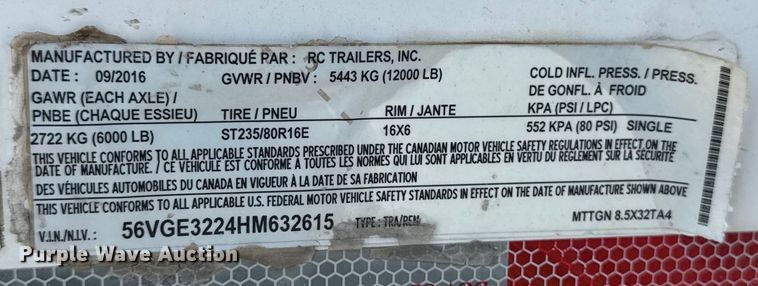 MANUFACTURED BY / FABRIQUÉ PAR : RC TRAILERS, INC.
DATE : 09/2016 GVWR / PNBV : 5443 KG (12000 LB) COLD INFL. PRESS. / PRESS.
GAWR (EACH AXLE) / DE GONFL. À FROID
PNBE (CHAQUE ESSIEU) TIRE / PNEU RIM / JANTE KPA (PSI / LPC)
2722 KG (6000 LB) ST235/80R16E 16X6 552 KPA (80 PSI) SINGLE
THIS VEHICLE CONFORMS TO ALL APPLICABLE STANDARDS PRESCRIBED UNDER THE CANADIAN MOTOR VEHICLE SAFETY REGULATIONS IN EFFECT ON THE
DATE OF MANUFACTURE. / CE VEHICULE EST CONFORME À TOUTES LES NORMES QUI LUI SONT APPLICABLES EN VERTU DU RÈGLEMENT SUR LA SÉCURITÉ
DES VÉHICULES AUTOMOBILES DU CANADA EN VIGUEUR À LA DATE DE SA FABRICATION
THIS VEHICLE CONFORMS TO ALL APPLICABLE U.S. FEDERAL MOTOR VEHICLE SAFETY STANDARDS IN EFFECT ON THE DATE OF MANUFACTURE SHOWN ABOVE
V.I.N./N.I.V. : 56VGE3224HM632615 TYPE : TRA/REM MTTGN 8.5X32TA4
Purple Wave Auction